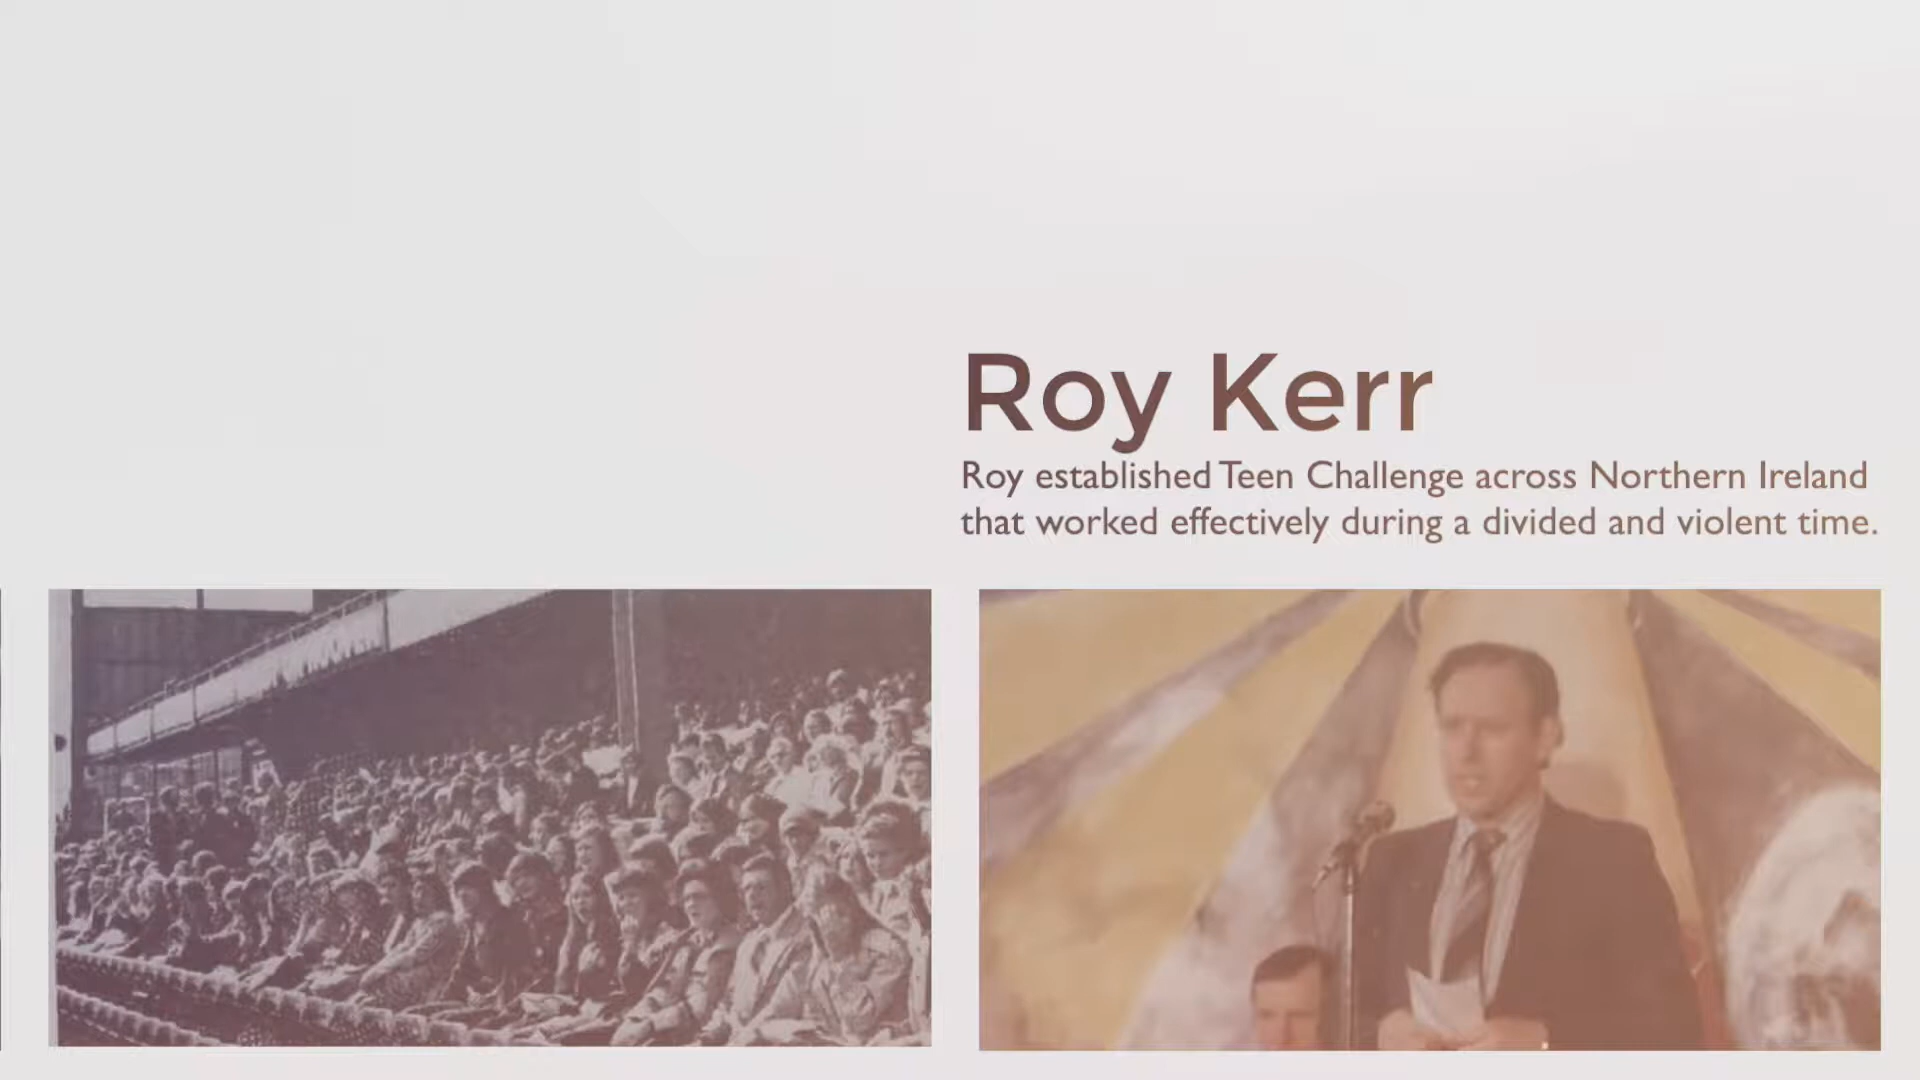 Roy Kerr
Roy established Teen Challenge across Northern Ireland
that worked effectively during a divided and violent time.